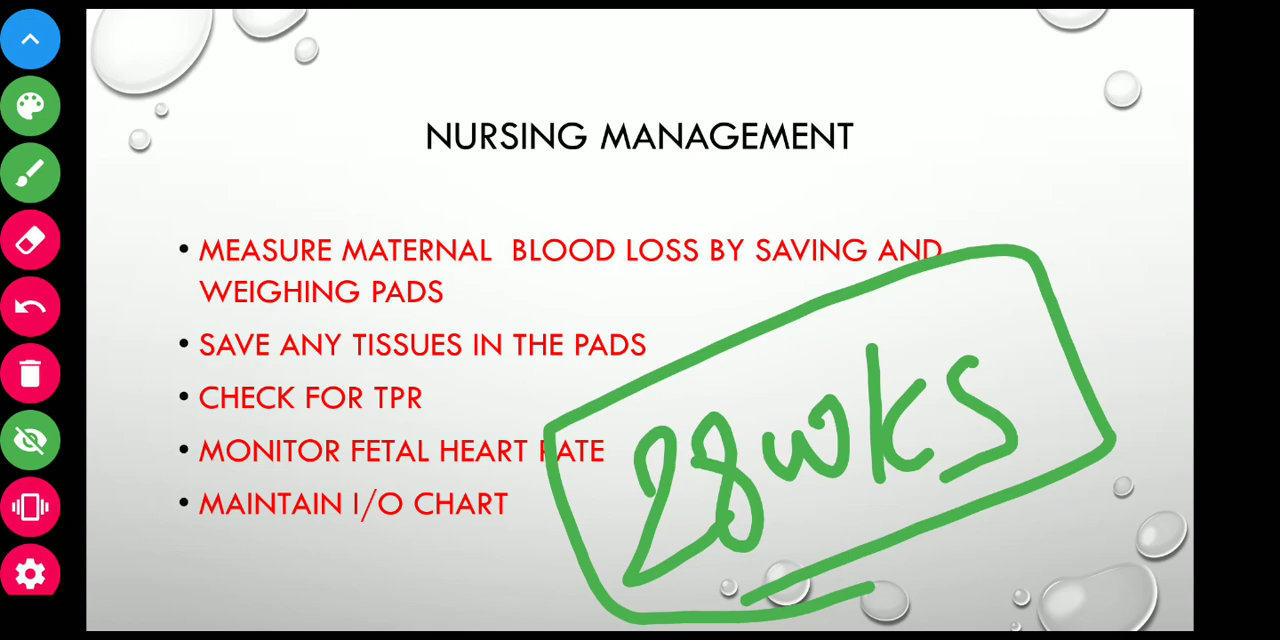 NURSING MANAGEMENT
• MEASURE MATERNAL BLOOD LOSS BY SAVING AND
WEIGHING PADS
• SAVE ANY TISSUES IN THE PADS
• CHECK FOR TPR
• MONITOR FETAL HEART RATE
• MAINTAIN I/O CHART
28wks